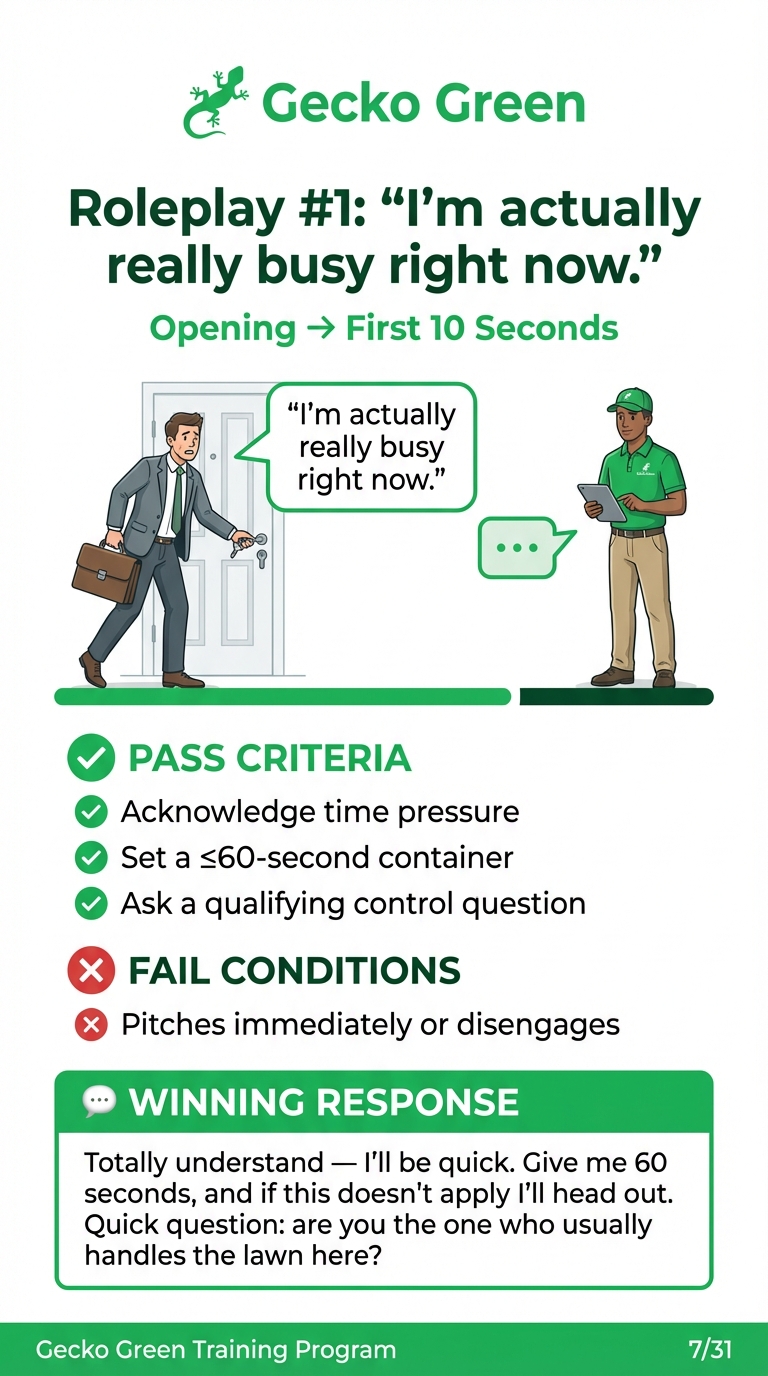 Gecko Green
Roleplay #1: “I’m actually
really busy right now.”
Opening → First 10 Seconds
“I’m actually
really busy
right now.”
PASS CRITERIA
Acknowledge time pressure
Set a ≤60-second container
Ask a qualifying control question
FAIL CONDITIONS
Pitches immediately or disengages
WINNING RESPONSE
Totally understand — I’ll be quick. Give me 60
seconds, and if this doesn’t apply I’ll head out.
Quick question: are you the one who usually
handles the lawn here?
Gecko Green Training Program
7/31